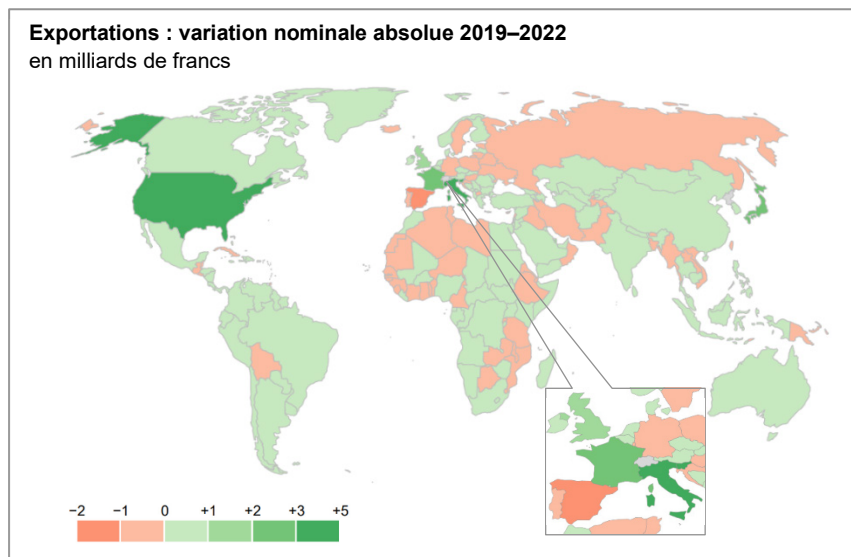 Exportations : variation nominale absolue 2019–2022
en milliards de francs
−2 −1 0 +1 +2 +3 +5